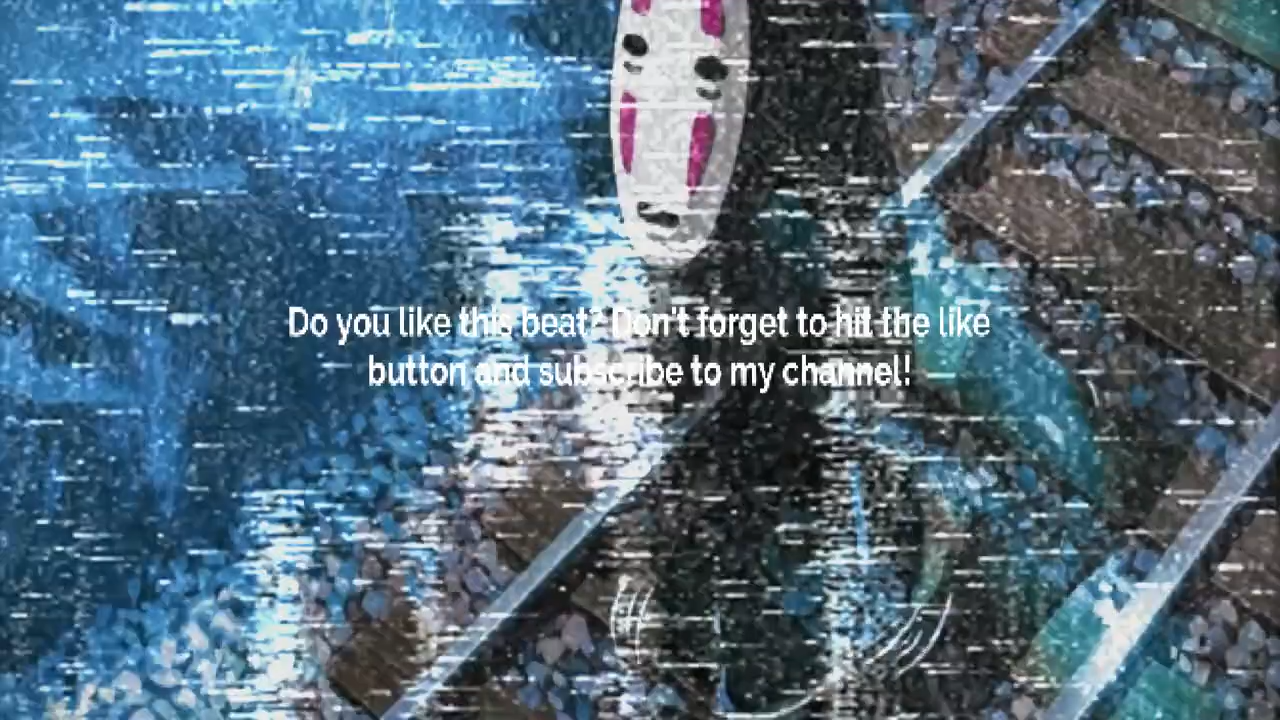 Do you like this beat? Don't forget to hit the like
button and subscribe to my channel!